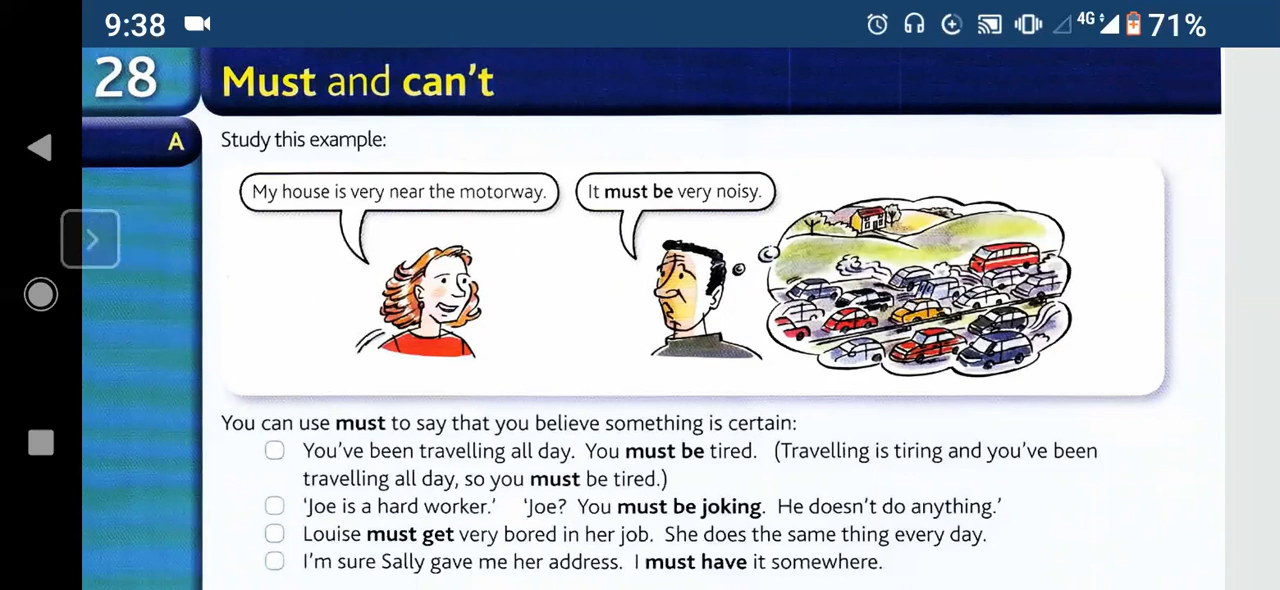 9:38
4G
71%
28
Must and can't
A
Study this example:
My house is very near the motorway.
It must be very noisy.
You can use must to say that you believe something is certain:
You've been travelling all day. You must be tired. (Travelling is tiring and you've been
travelling all day, so you must be tired.)
'Joe is a hard worker.' 'Joe? You must be joking. He doesn't do anything.'
Louise must get very bored in her job. She does the same thing every day.
I'm sure Sally gave me her address. I must have it somewhere.